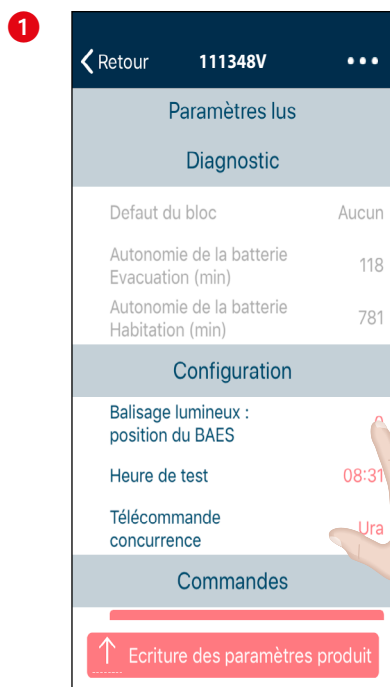 1
Retour 111348V
Paramètres lus
Diagnostic
Defaut du bloc Aucun
Autonomie de la batterie
Evacuation (min) 118
Autonomie de la batterie
Habitation (min) 781
Configuration
Balisage lumineux :
position du BAES
Heure de test 08:31
Télécommande
concurrence Ura
Commandes
Ecriture des paramètres produit